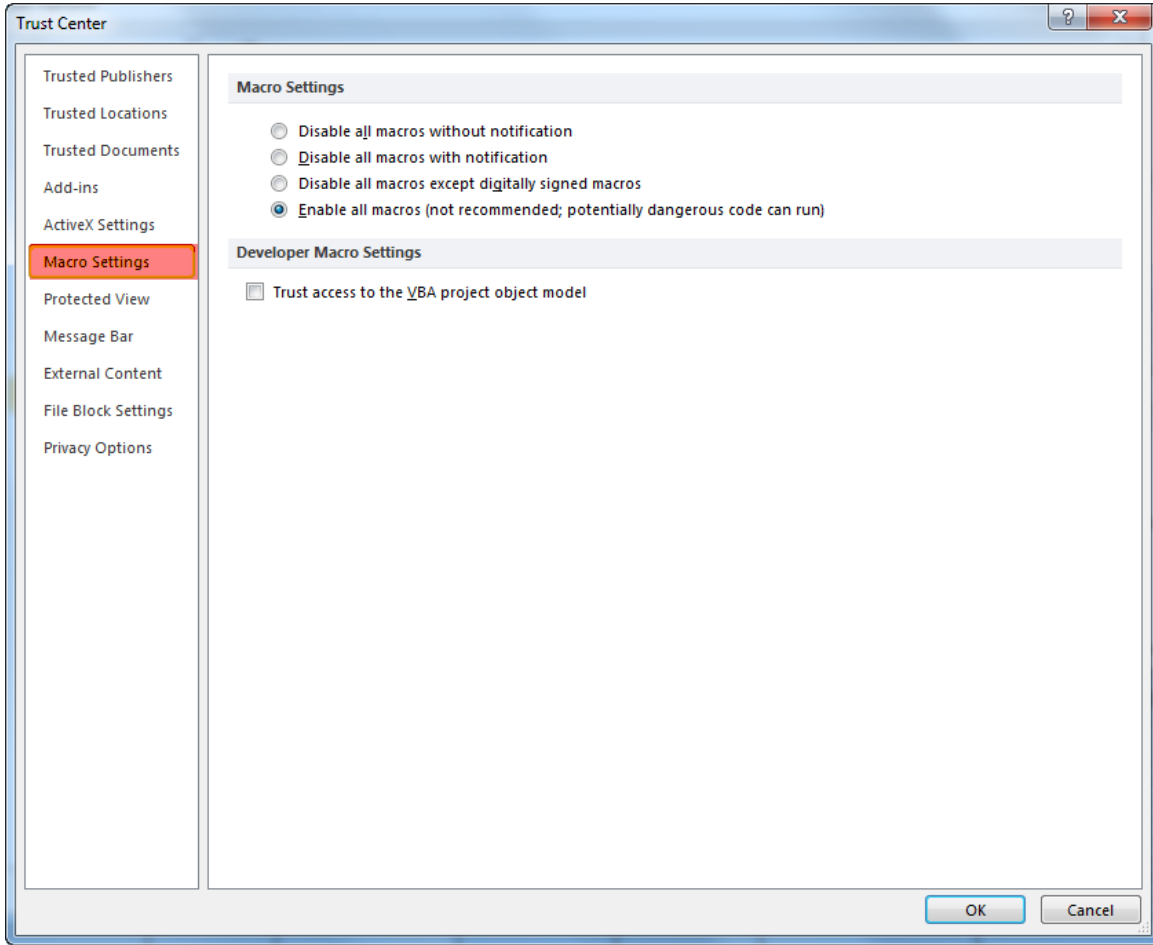 Trust Center
Trusted Publishers
Trusted Locations
Trusted Documents
Add-ins
ActiveX Settings
Macro Settings
Protected View
Message Bar
External Content
File Block Settings
Privacy Options
Macro Settings
Disable all macros without notification
Disable all macros with notification
Disable all macros except digitally signed macros
Enable all macros (not recommended; potentially dangerous code can run)
Developer Macro Settings
Trust access to the VBA project object model
OK
Cancel